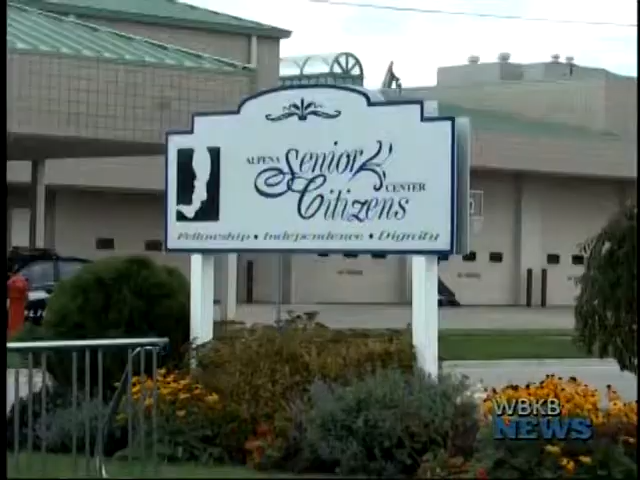 ALPENA Senior Citizens CENTER
Fellowship • Independence • Dignity
WBKB
NEWS